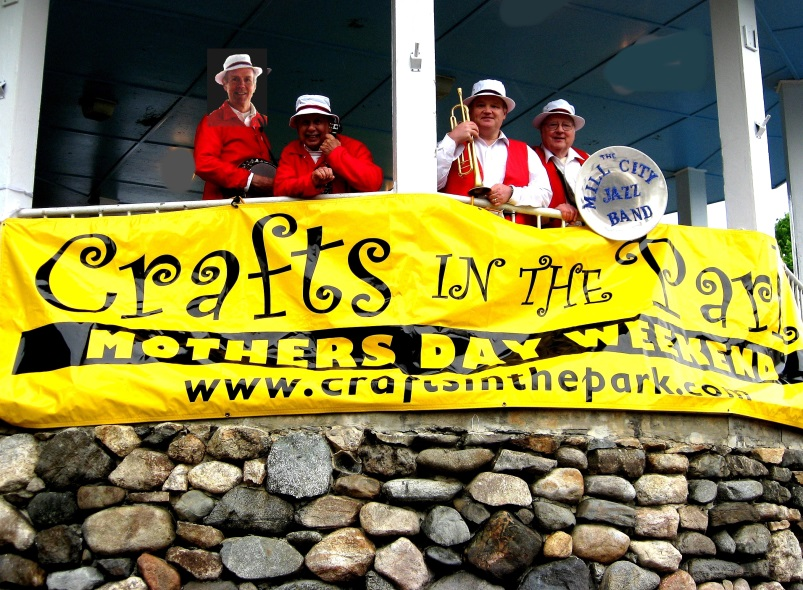 THE
MILL CITY
JAZZ
BAND
Crafts IN THE Park
MOTHERS DAY WEEKEND
www.craftsinthepark.com